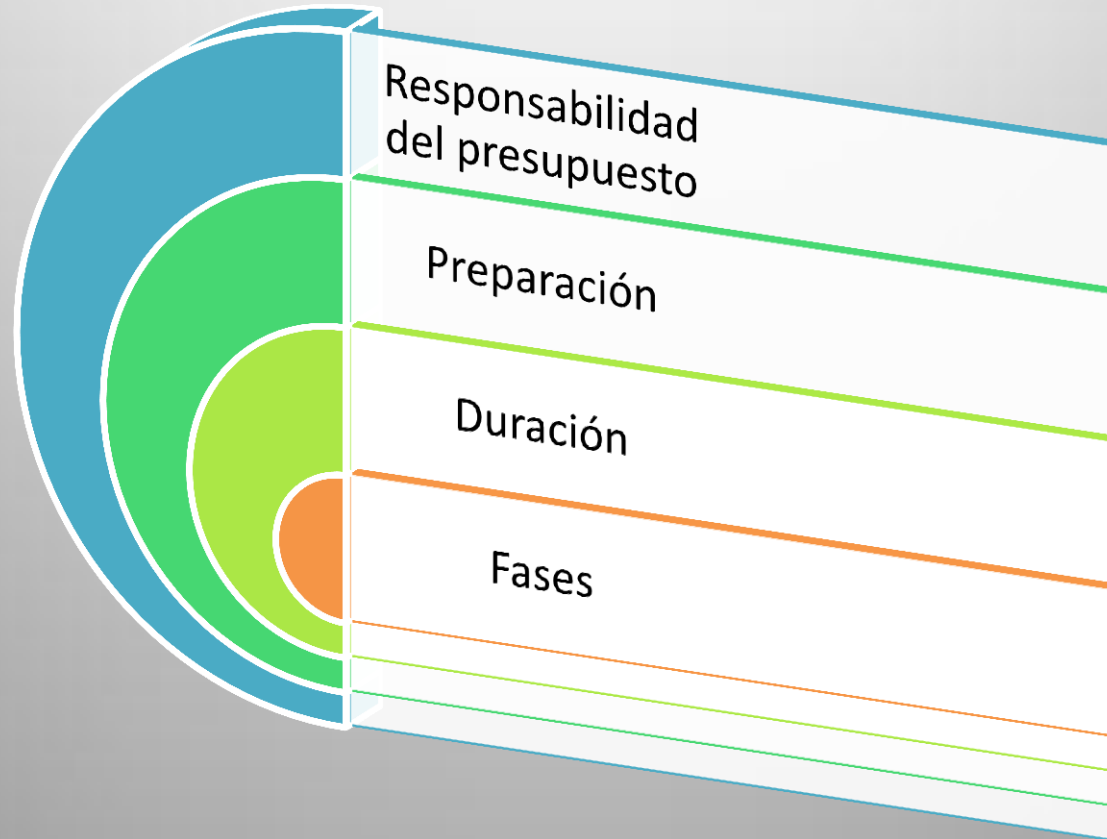 Responsabilidad
del presupuesto
Preparación
Duración
Fases